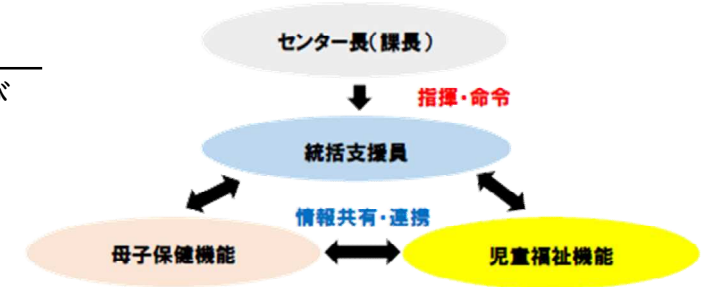 センター長(課長)
が
指揮・命令
統括支援員
情報共有・連携
母子保健機能
児童福祉機能